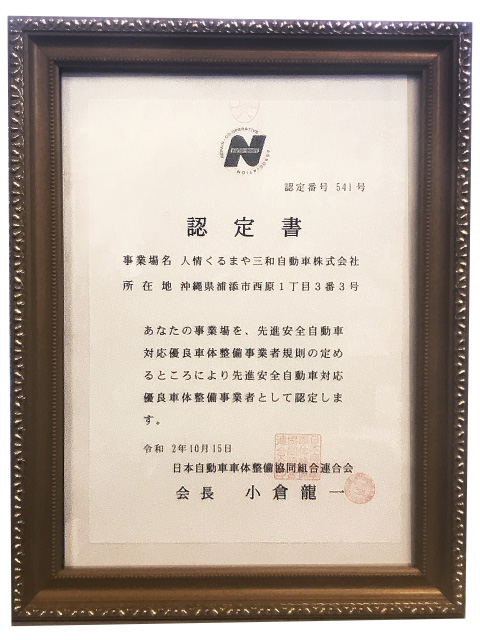 REPAIR CO-OPERATIVE ASSOCIATION
N
認定番号 541号
認定書
事業場名 人情くるまや三和自動車株式会社
所在地 沖縄県浦添市西原1丁目3番3号
あなたの事業場を、先進安全自動車
対応優良車体整備事業者規則の定め
るところにより先進安全自動車対応
優良車体整備事業者として認定しま
す。
令和 2年10月15日
日本自動車車体整備協同組合連合会
会長 小倉龍一